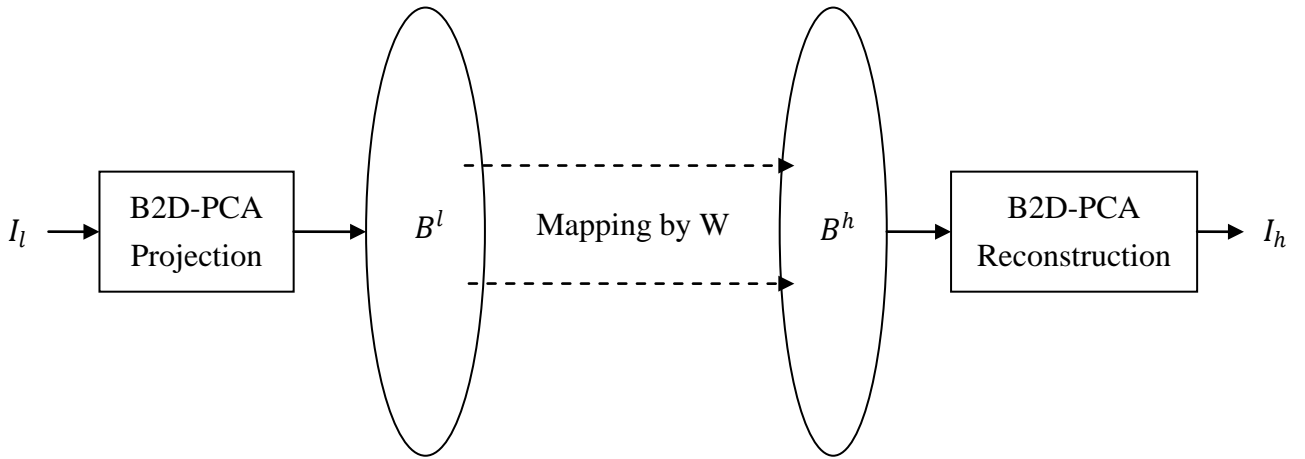 I_l
B2D-PCA
Projection
B^l
Mapping by W
B^h
B2D-PCA
Reconstruction
I_h